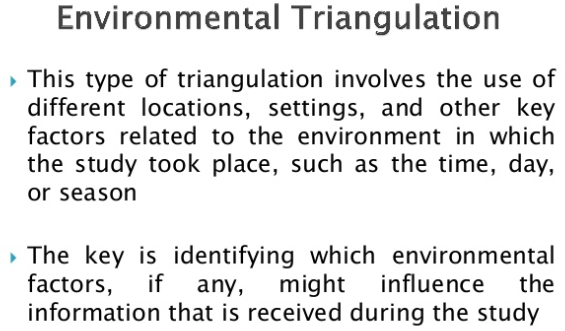 Environmental Triangulation
This type of triangulation involves the use of
different locations, settings, and other key
factors related to the environment in which
the study took place, such as the time, day,
or season
The key is identifying which environmental
factors, if any, might influence the
information that is received during the study